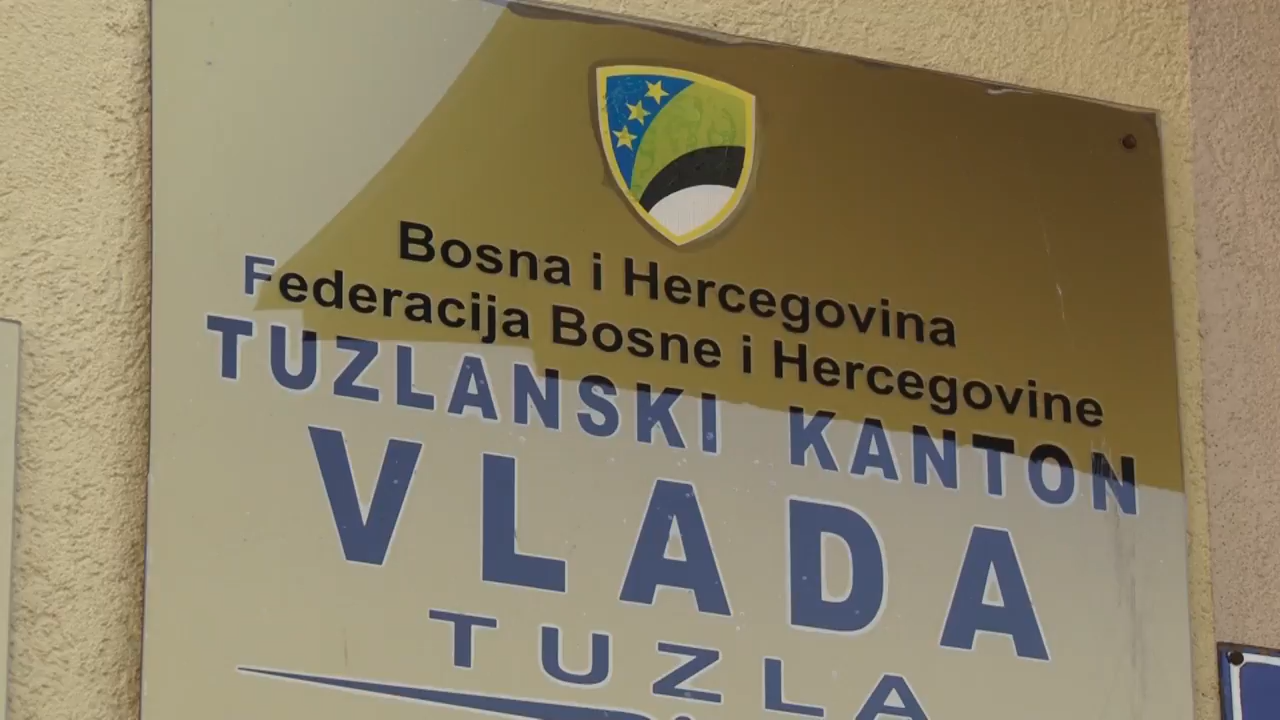 Bosna i Hercegovina
Federacija Bosne i Hercegovine
TUZLANSKI KANTON
VLADA
TUZLA